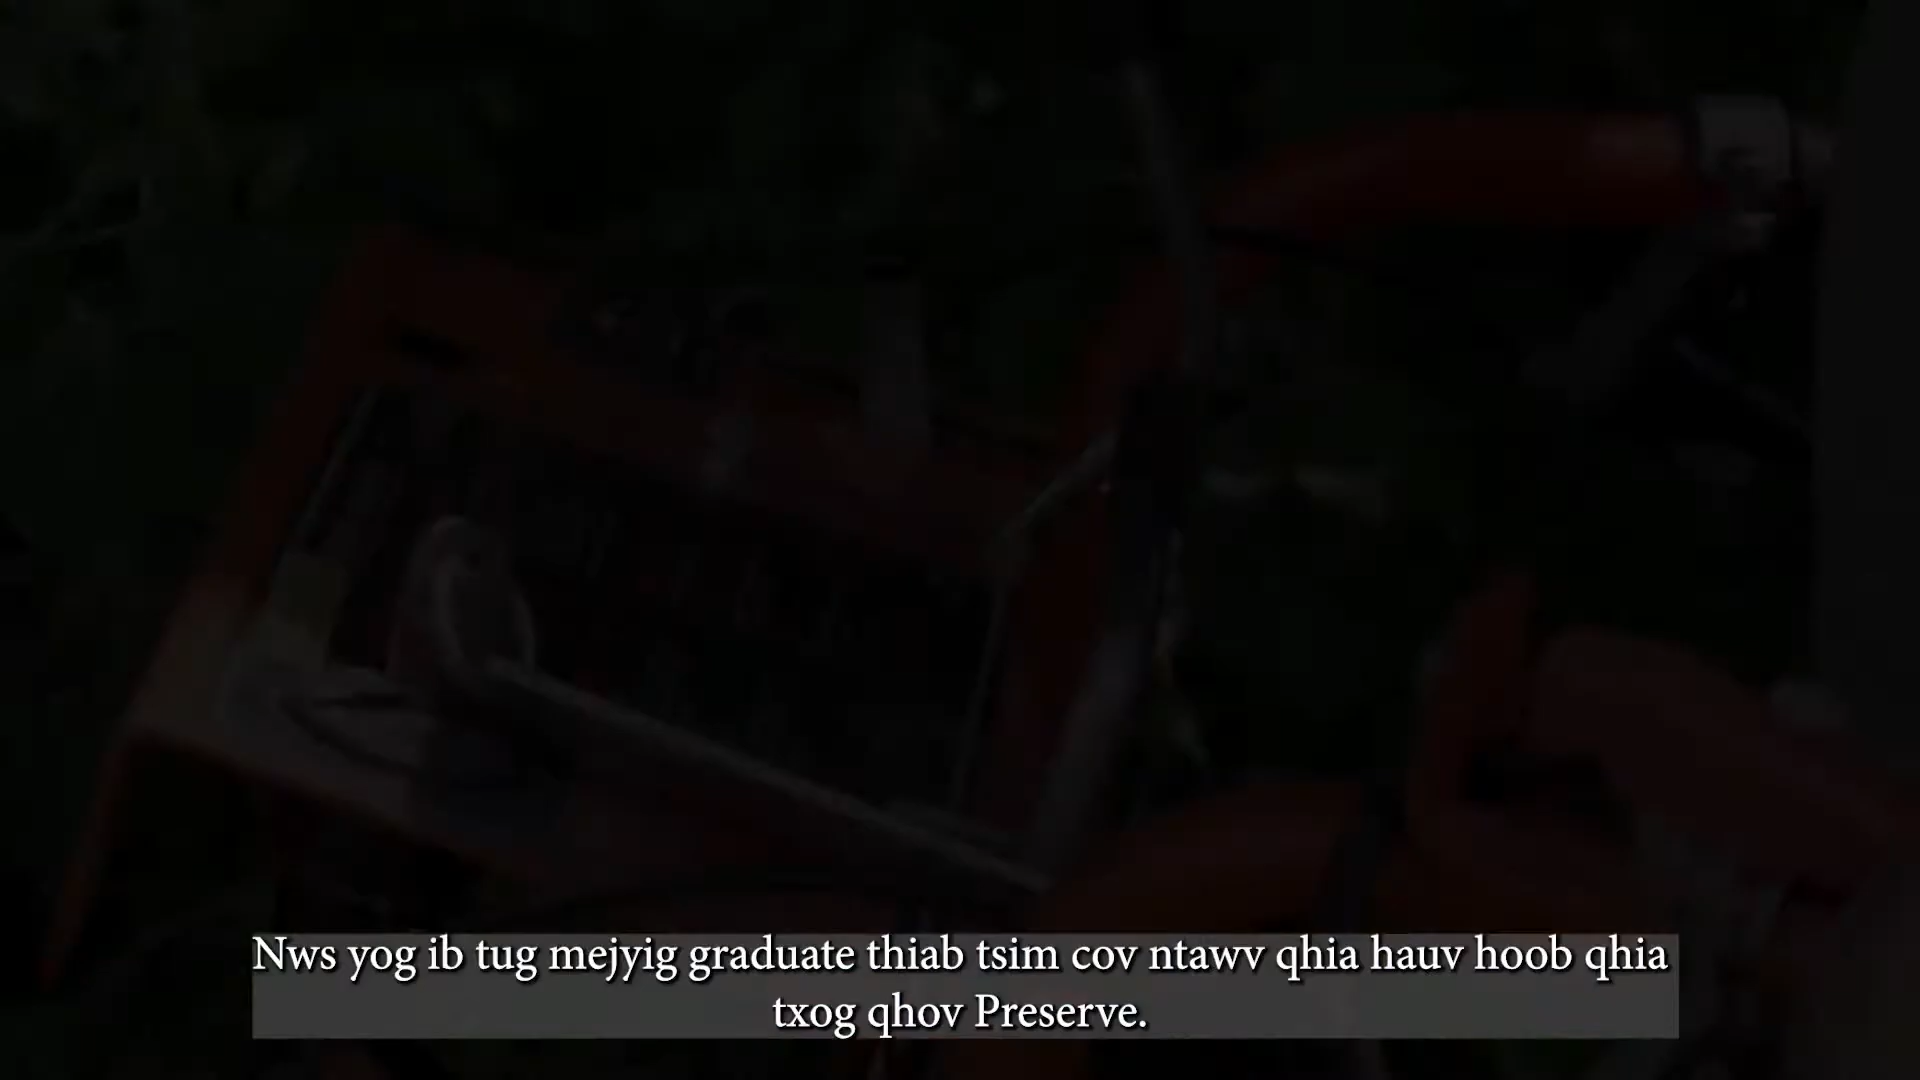 Nws yog ib tug mejyig graduate thiab tsim cov ntawv qhia hauv hoob qhia
txog qhov Preserve.